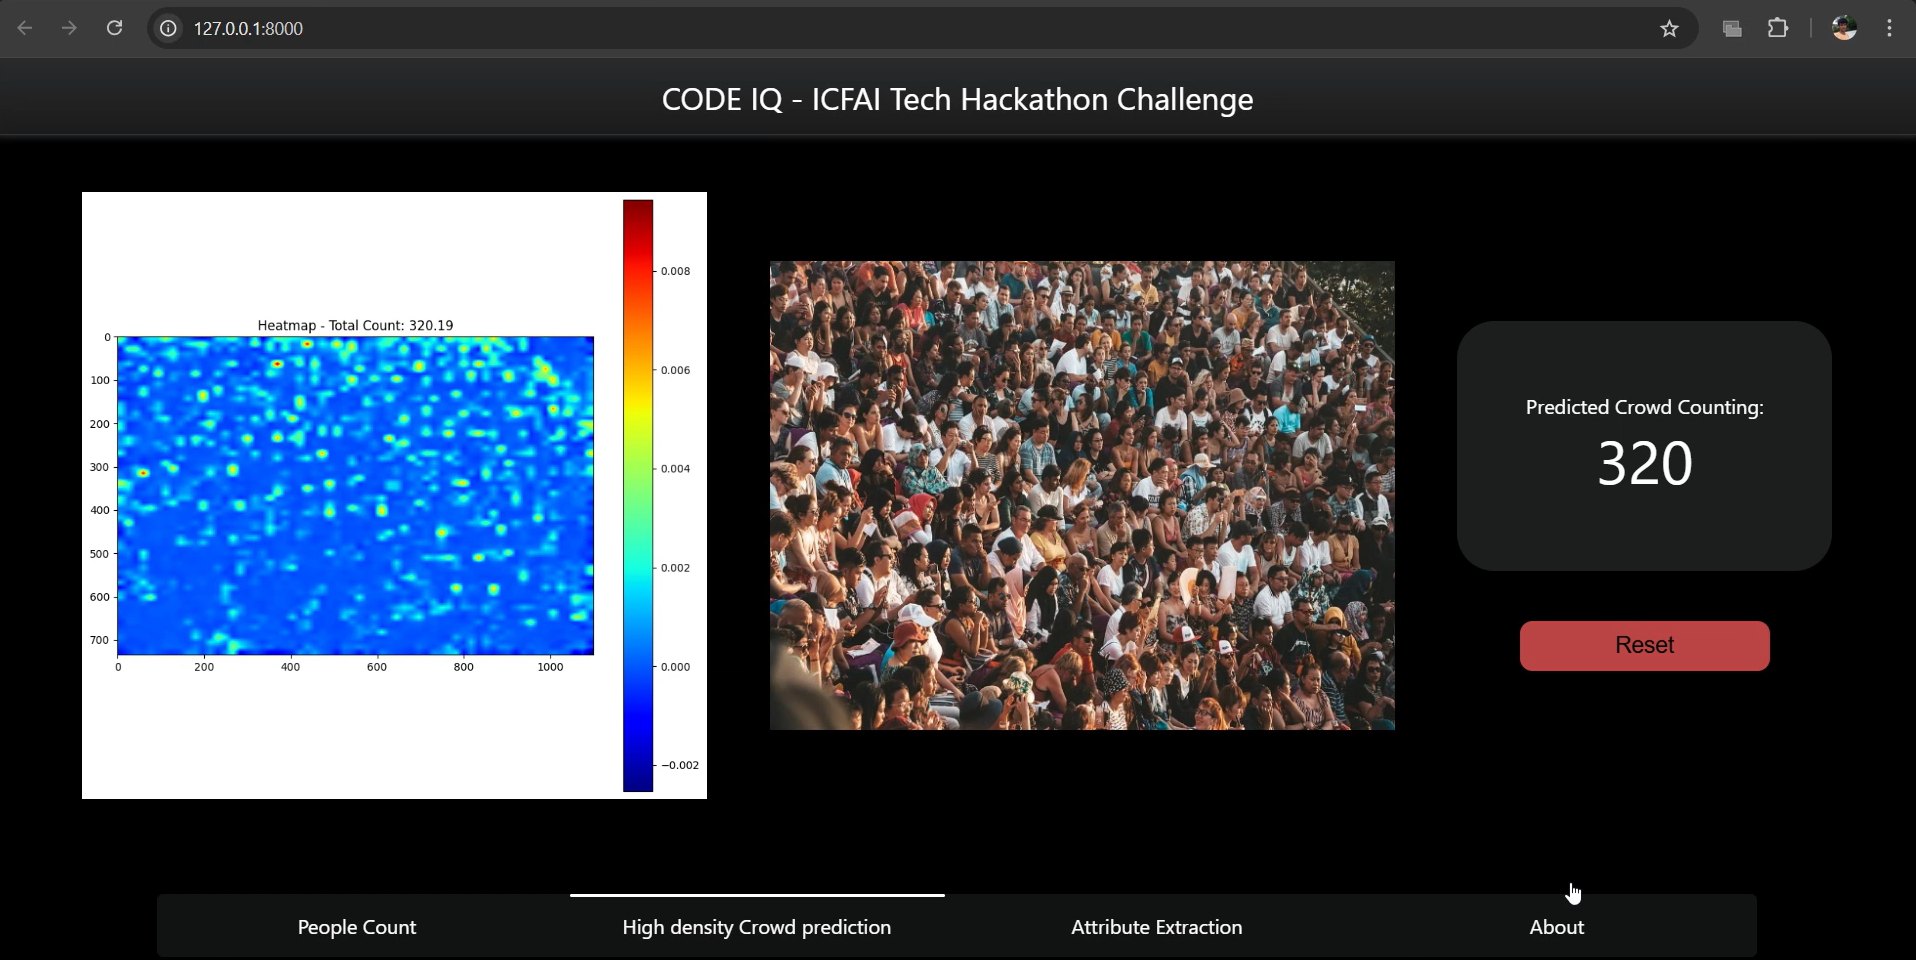 127.0.0.1:8000
CODE IQ - ICFAI Tech Hackathon Challenge
Heatmap - Total Count: 320.19
0
100
200
300
400
500
600
700
0
200
400
600
800
1000
0.008
0.006
0.004
0.002
0.000
−0.002
Predicted Crowd Counting:
320
Reset
People Count
High density Crowd prediction
Attribute Extraction
About